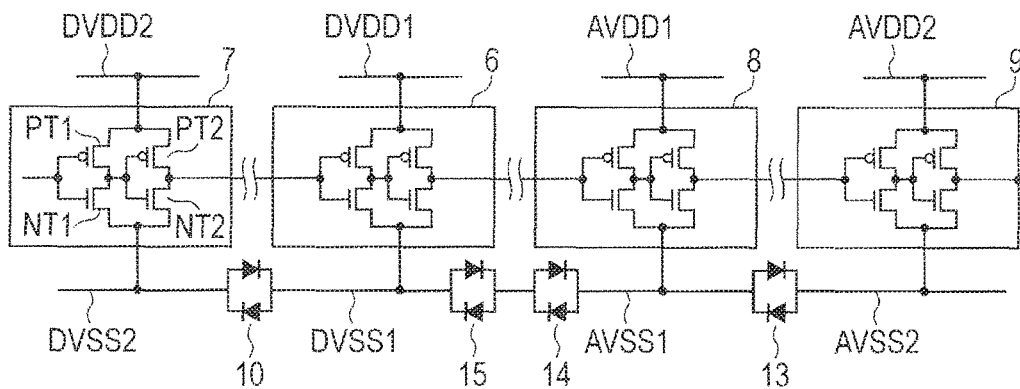 DVDD2 DVDD1 AVDD1 AVDD2
7 6 8 9
PT1 PT2
NT1 NT2
DVSS2 10 DVSS1 15 14 AVSS1 13 AVSS2